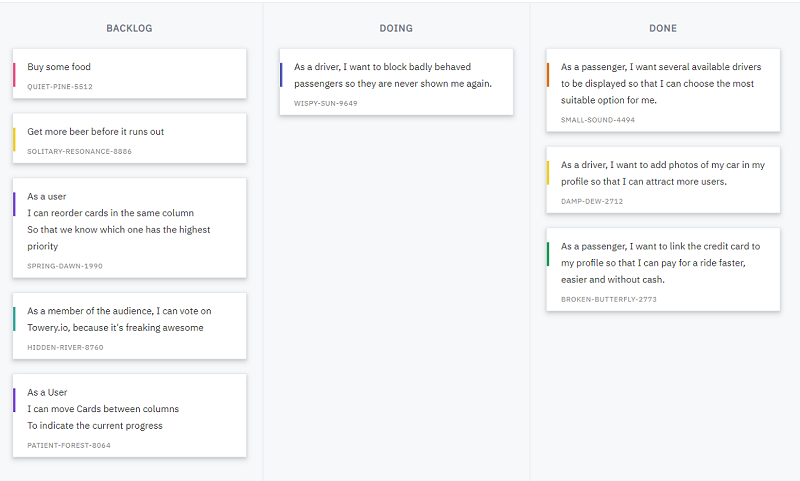 BACKLOG
Buy some food
QUIET-PINE-5512
Get more beer before it runs out
SOLITARY-RESONANCE-8886
As a user
I can reorder cards in the same column
So that we know which one has the highest
priority
SPRING-DAWN-1990
As a member of the audience, I can vote on
Towery.io, because it's freaking awesome
HIDDEN-RIVER-8760
As a User
I can move Cards between columns
To indicate the current progress
PATIENT-FOREST-8064
DOING
As a driver, I want to block badly behaved
passengers so they are never shown me again.
WISPY-SUN-9649
DONE
As a passenger, I want several available drivers
to be displayed so that I can choose the most
suitable option for me.
SMALL-SOUND-4494
As a driver, I want to add photos of my car in my
profile so that I can attract more users.
DAMP-DEW-2712
As a passenger, I want to link the credit card to
my profile so that I can pay for a ride faster,
easier and without cash.
BROKEN-BUTTERFLY-2773